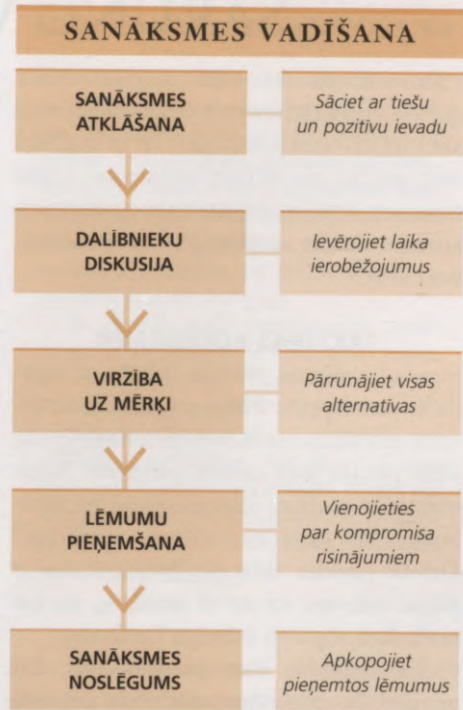 SANĀKSMES VADĪŠANA
SANĀKSMES
ATKLĀŠANA
Sāciet ar tiešu
un pozitīvu ievadu
DALĪBNIEKU
DISKUSIJA
Ievērojiet laika
ierobežojumus
VIRZĪBA
UZ MĒRĶI
Pārrunājiet visas
alternatīvas
LĒMUMU
PIEŅEMŠANA
Vienojieties
par kompromisa
risinājumiem
SANĀKSMES
NOSLĒGUMS
Apkopojiet
pieņemtos lēmumus